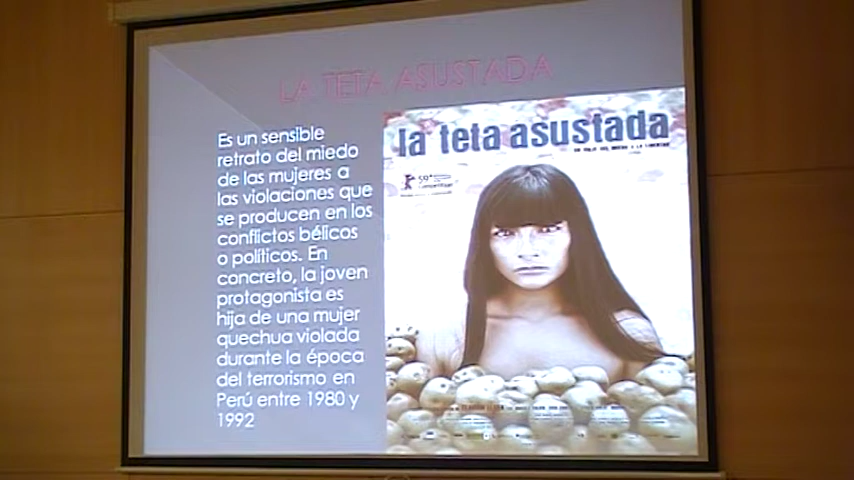 LA TETA ASUSTADA
Es un sensible
retrato del miedo
de las mujeres a
las violaciones que
se producen en los
conflictos bélicos
o políticos. En
concreto, la joven
protagonista es
hija de una mujer
quechua violada
durante la época
del terrorismo en
Perú entre 1980 y
1992
la teta asustada